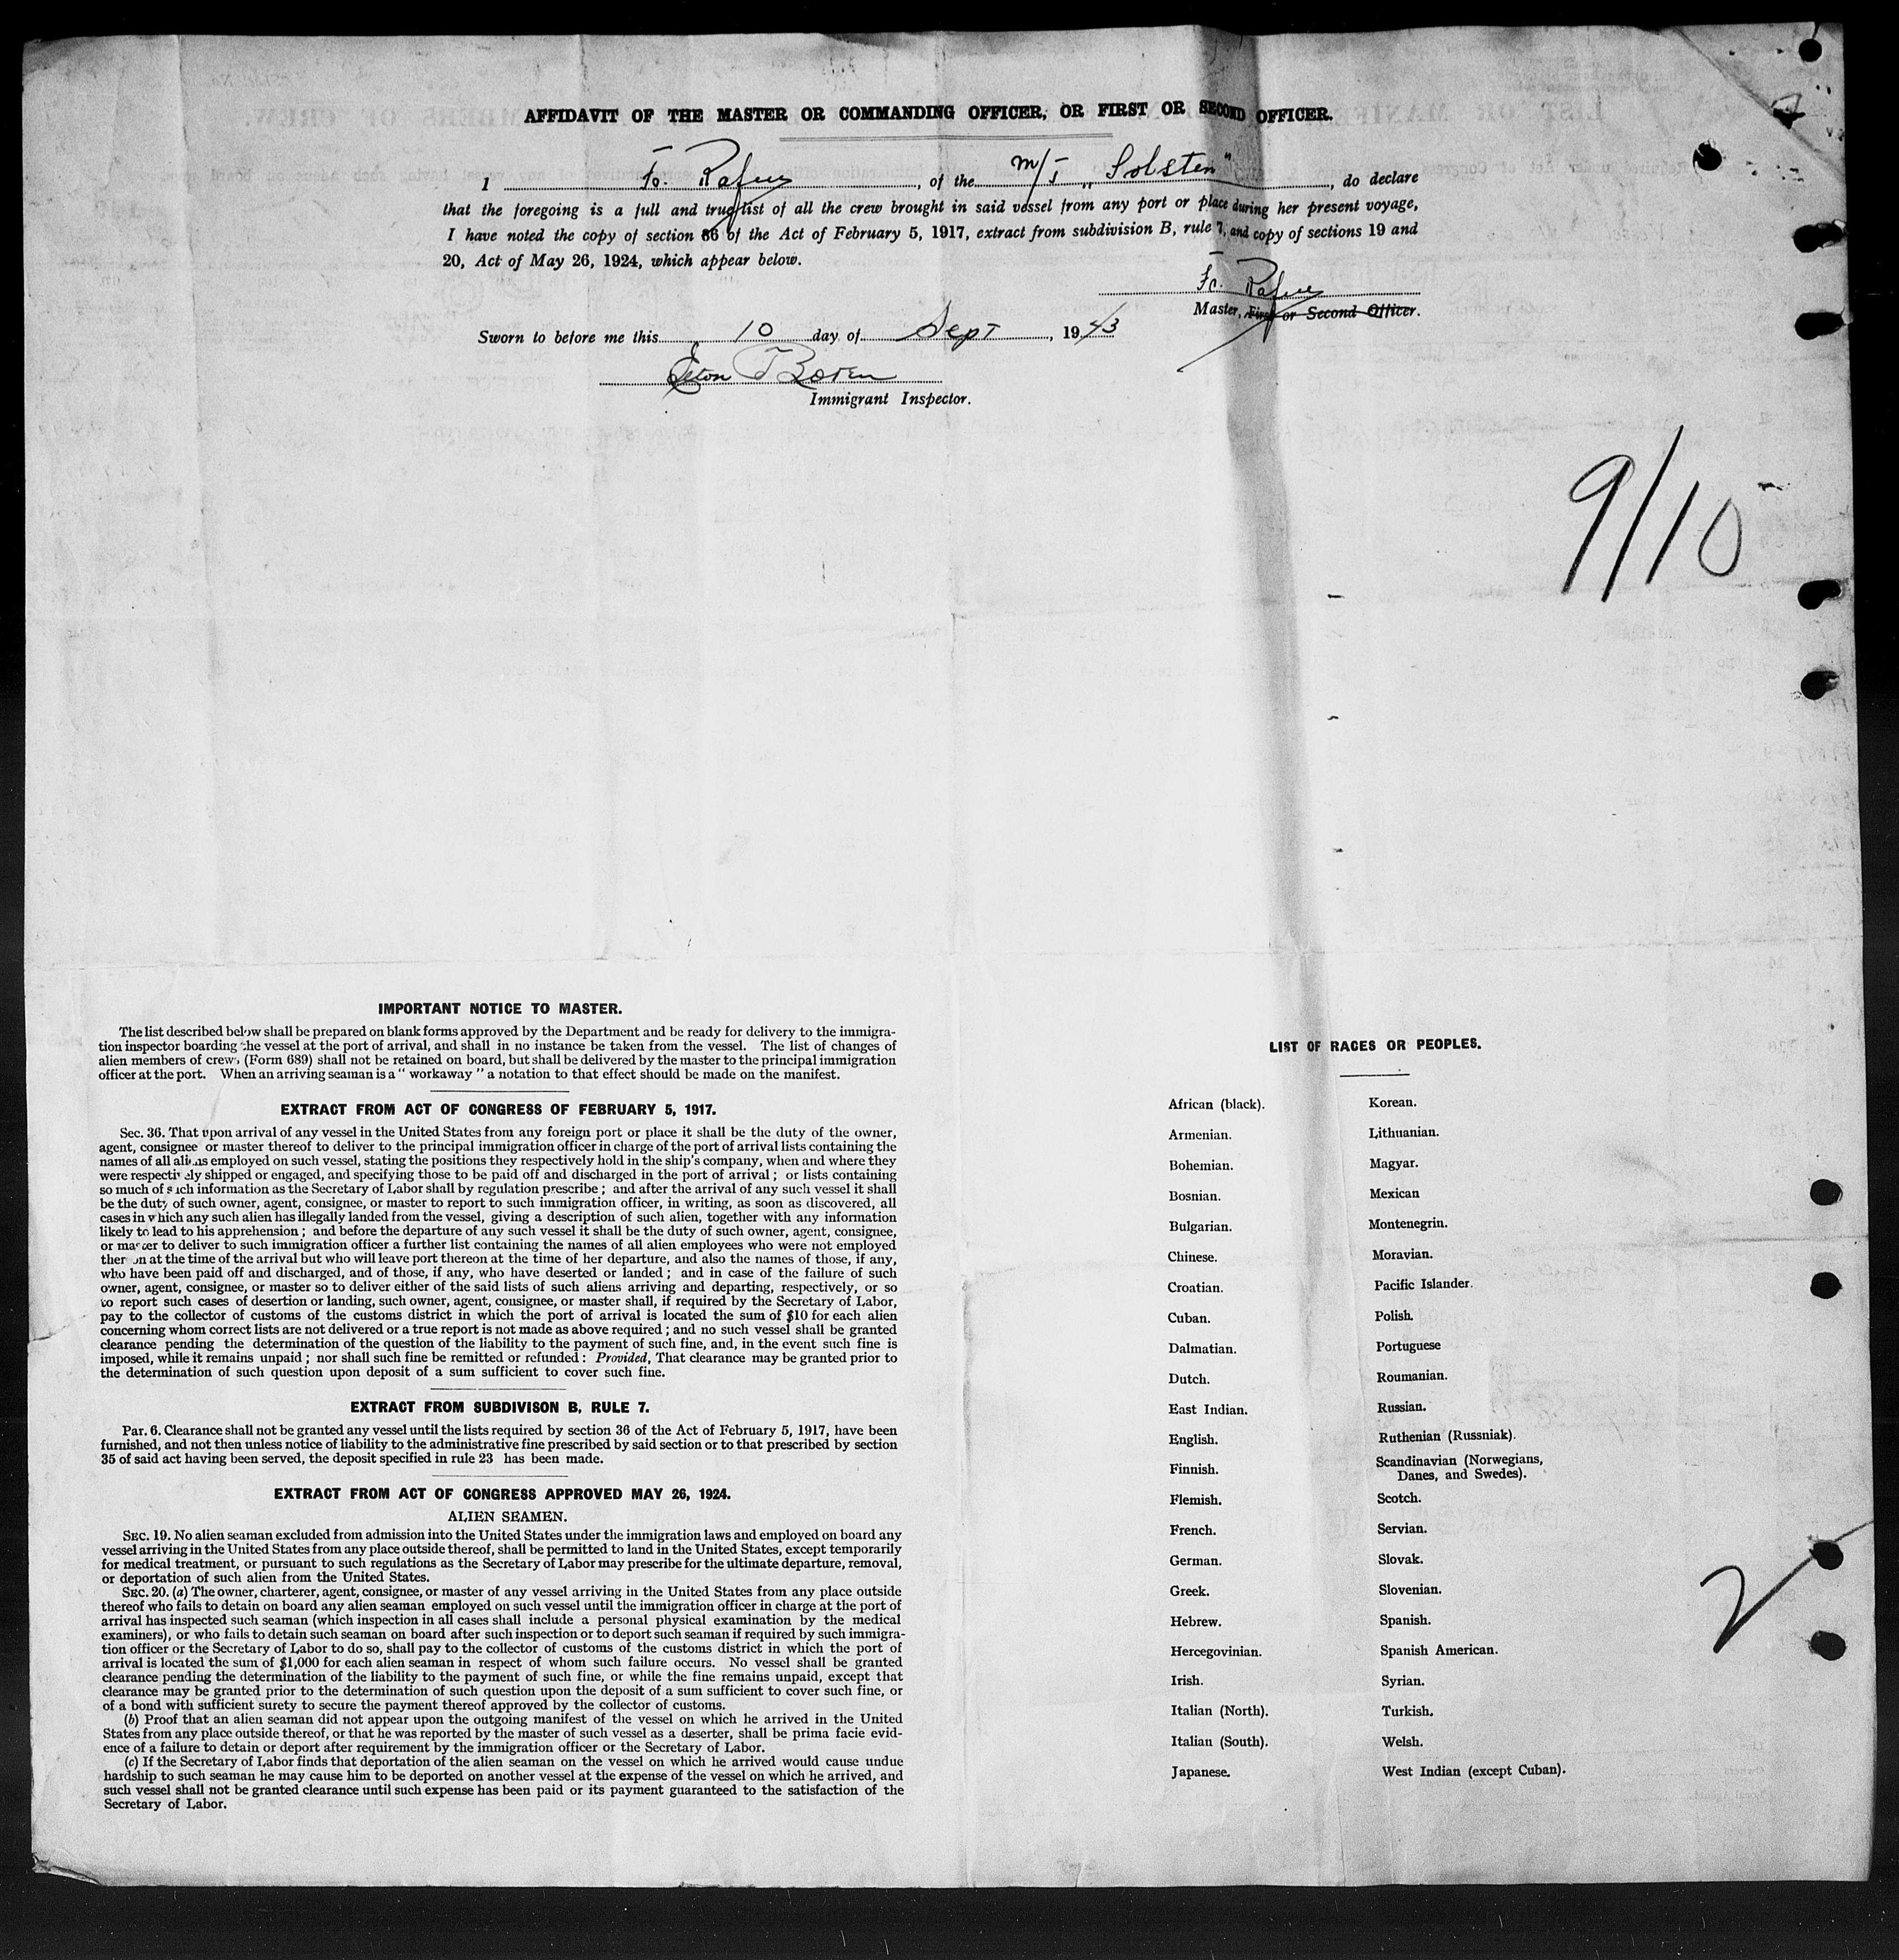 AFFIDAVIT OF THE MASTER OR COMMANDING OFFICER, OR FIRST OR SECOND OFFICER.
I , of the M/T „Solsten", do declare
that the foregoing is a full and true list of all the crew brought in said vessel from any port or place during her present voyage,
I have noted the copy of section 36 of the Act of February 5, 1917, extract from subdivision B, rule 7, and copy of sections 19 and
20, Act of May 26, 1924, which appear below.
Master, First or Second Officer.
Sworn to before me this 10 day of Sept, 1943
Immigrant Inspector.
9/10
IMPORTANT NOTICE TO MASTER.
The list described below shall be prepared on blank forms approved by the Department and be ready for delivery to the immigra-
tion inspector boarding the vessel at the port of arrival, and shall in no instance be taken from the vessel. The list of changes of
alien members of crews (Form 689) shall not be retained on board, but shall be delivered by the master to the principal immigration
officer at the port. When an arriving seaman is a " workaway " a notation to that effect should be made on the manifest.
EXTRACT FROM ACT OF CONGRESS OF FEBRUARY 5, 1917.
Sec. 36. That upon arrival of any vessel in the United States from any foreign port or place it shall be the duty of the owner,
agent, consignee or master thereof to deliver to the principal immigration officer in charge of the port of arrival lists containing the
names of all aliens employed on such vessel, stating the positions they respectively hold in the ship's company, when and where they
were respectively shipped or engaged, and specifying those to be paid off and discharged in the port of arrival ; or lists containing
so much of such information as the Secretary of Labor shall by regulation prescribe ; and after the arrival of any such vessel it shall
be the duty of such owner, agent, consignee, or master to report to such immigration officer, in writing, as soon as discovered, all
cases in which any such alien has illegally landed from the vessel, giving a description of such alien, together with any information
likely to lead to his apprehension ; and before the departure of any such vessel it shall be the duty of such owner, agent, consignee,
or master to deliver to such immigration officer a further list containing the names of all alien employees who were not employed
thereon at the time of the arrival but who will leave port thereon at the time of her departure, and also the names of those, if any,
who have been paid off and discharged, and of those, if any, who have deserted or landed ; and in case of the failure of such
owner, agent, consignee, or master so to deliver either of the said lists of such aliens arriving and departing, respectively, or so
to report such cases of desertion or landing, such owner, agent, consignee, or master shall, if required by the Secretary of Labor,
pay to the collector of customs of the customs district in which the port of arrival is located the sum of $10 for each alien
concerning whom correct lists are not delivered or a true report is not made as above required ; and no such vessel shall be granted
clearance pending the determination of the question of the liability to the payment of such fine, and, in the event such fine is
imposed, while it remains unpaid ; nor shall such fine be remitted or refunded : Provided, That clearance may be granted prior to
the determination of such question upon deposit of a sum sufficient to cover such fine.
EXTRACT FROM SUBDIVISON B, RULE 7.
Par. 6. Clearance shall not be granted any vessel until the lists required by section 36 of the Act of February 5, 1917, have been
furnished, and not then unless notice of liability to the administrative fine prescribed by said section or to that prescribed by section
35 of said act having been served, the deposit specified in rule 23 has been made.
EXTRACT FROM ACT OF CONGRESS APPROVED MAY 26, 1924.
ALIEN SEAMEN.
SEC. 19. No alien seaman excluded from admission into the United States under the immigration laws and employed on board any
vessel arriving in the United States from any place outside thereof, shall be permitted to land in the United States, except temporarily
for medical treatment, or pursuant to such regulations as the Secretary of Labor may prescribe for the ultimate departure, removal,
or deportation of such alien from the United States.
SEC. 20. (a) The owner, charterer, agent, consignee, or master of any vessel arriving in the United States from any place outside
thereof who fails to detain on board any alien seaman employed on such vessel until the immigration officer in charge at the port of
arrival has inspected such seaman (which inspection in all cases shall include a personal physical examination by the medical
examiners), or who fails to detain such seaman on board after such inspection or to deport such seaman if required by such immigra-
tion officer or the Secretary of Labor to do so, shall pay to the collector of customs of the customs district in which the port of
arrival is located the sum of $1,000 for each alien seaman in respect of whom such failure occurs. No vessel shall be granted
clearance pending the determination of the liability to the payment of such fine, or while the fine remains unpaid, except that
clearance may be granted prior to the determination of such question upon the deposit of a sum sufficient to cover such fine, or
of a bond with sufficient surety to secure the payment thereof approved by the collector of customs.
(b) Proof that an alien seaman did not appear upon the outgoing manifest of the vessel on which he arrived in the United
States from any place outside thereof, or that he was reported by the master of such vessel as a deserter, shall be prima facie evid-
ence of a failure to detain or deport after requirement by the immigration officer or the Secretary of Labor.
(c) If the Secretary of Labor finds that deportation of the alien seaman on the vessel on which he arrived would cause undue
hardship to such seaman he may cause him to be deported on another vessel at the expense of the vessel on which he arrived, and
such vessel shall not be granted clearance until such expense has been paid or its payment guaranteed to the satisfaction of the
Secretary of Labor.
LIST OF RACES OR PEOPLES.
African (black).
Armenian.
Bohemian.
Bosnian.
Bulgarian.
Chinese.
Croatian.
Cuban.
Dalmatian.
Dutch.
East Indian.
English.
Finnish.
Flemish.
French.
German.
Greek.
Hebrew.
Hercegovinian.
Irish.
Italian (North).
Italian (South).
Japanese.
Korean.
Lithuanian.
Magyar.
Mexican
Montenegrin.
Moravian.
Pacific Islander.
Polish.
Portuguese
Roumanian.
Russian.
Ruthenian (Russniak).
Scandinavian (Norwegians,
Danes, and Swedes).
Scotch.
Servian.
Slovak.
Slovenian.
Spanish.
Spanish American.
Syrian.
Turkish.
Welsh.
West Indian (except Cuban).
2